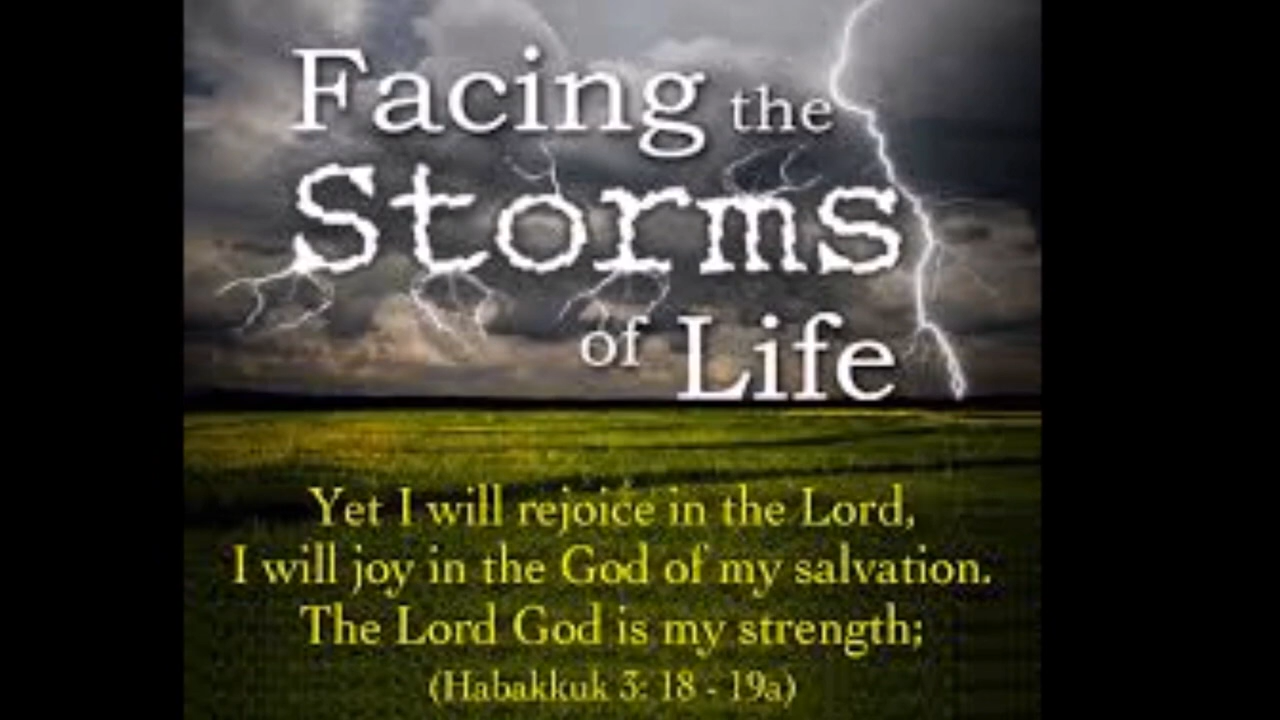 Facing the
Storms
of Life
Yet I will rejoice in the Lord,
I will joy in the God of my salvation.
The Lord God is my strength;
(Habakkuk 3: 18 - 19a)